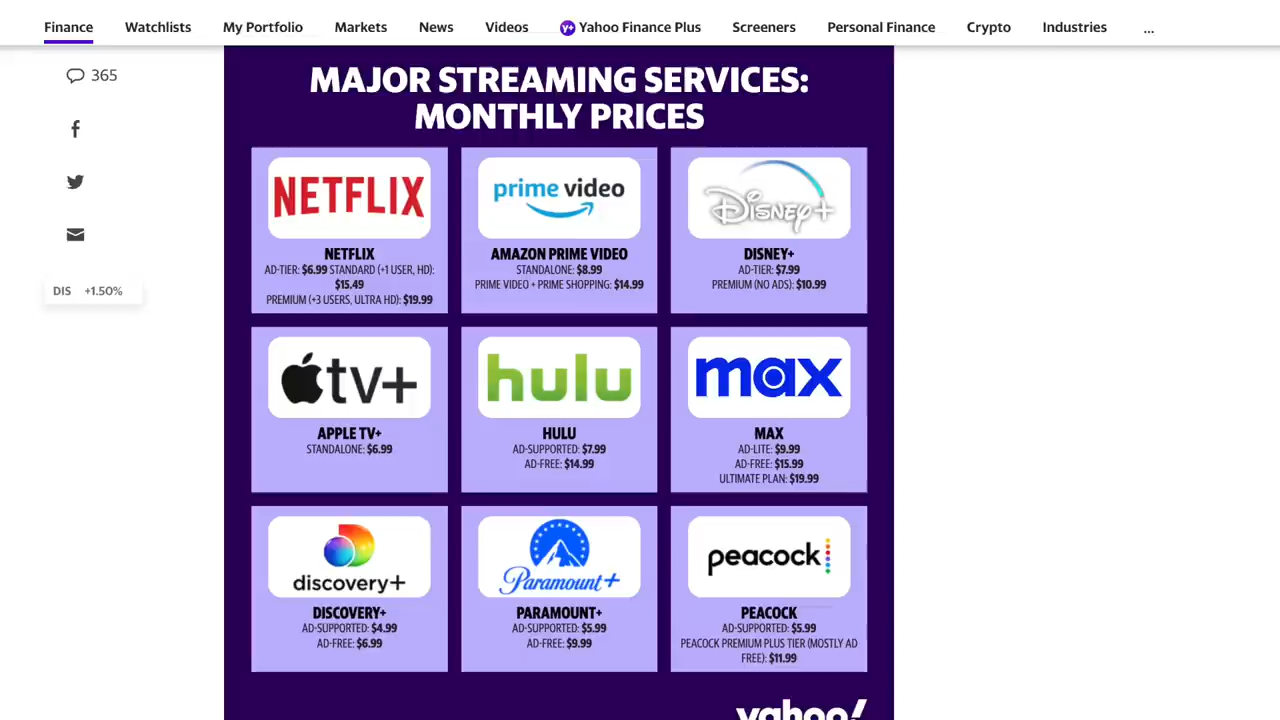 Finance Watchlists My Portfolio Markets News Videos Y+ Yahoo Finance Plus Screeners Personal Finance Crypto Industries ...
365
DIS +1.50%
MAJOR STREAMING SERVICES:
MONTHLY PRICES
NETFLIX
NETFLIX
AD-TIER: $6.99 STANDARD (+1 USER, HD):
$15.49
PREMIUM (+3 USERS, ULTRA HD): $19.99
prime video
AMAZON PRIME VIDEO
STANDALONE: $8.99
PRIME VIDEO + PRIME SHOPPING: $14.99
Disney+
DISNEY+
AD-TIER: $7.99
PREMIUM (NO ADS): $10.99
tv+
APPLE TV+
STANDALONE: $6.99
hulu
HULU
AD-SUPPORTED: $7.99
AD-FREE: $14.99
max
MAX
AD-LITE: $9.99
AD-FREE: $15.99
ULTIMATE PLAN: $19.99
discovery+
DISCOVERY+
AD-SUPPORTED: $4.99
AD-FREE: $6.99
Paramount+
PARAMOUNT+
AD-SUPPORTED: $5.99
AD-FREE: $9.99
peacock
PEACOCK
AD-SUPPORTED: $5.99
PEACOCK PREMIUM PLUS TIER (MOSTLY AD
FREE): $11.99
yahoo!